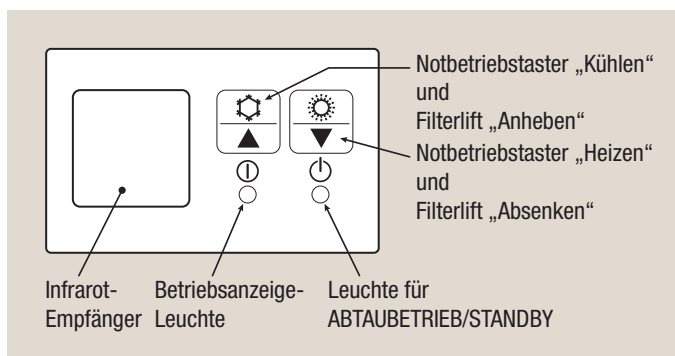 Notbetriebstaster „Kühlen“
und
Filterlift „Anheben“
Notbetriebstaster „Heizen“
und
Filterlift „Absenken“
Infrarot-
Empfänger
Betriebsanzeige-
Leuchte
Leuchte für
ABTAUBETRIEB/STANDBY